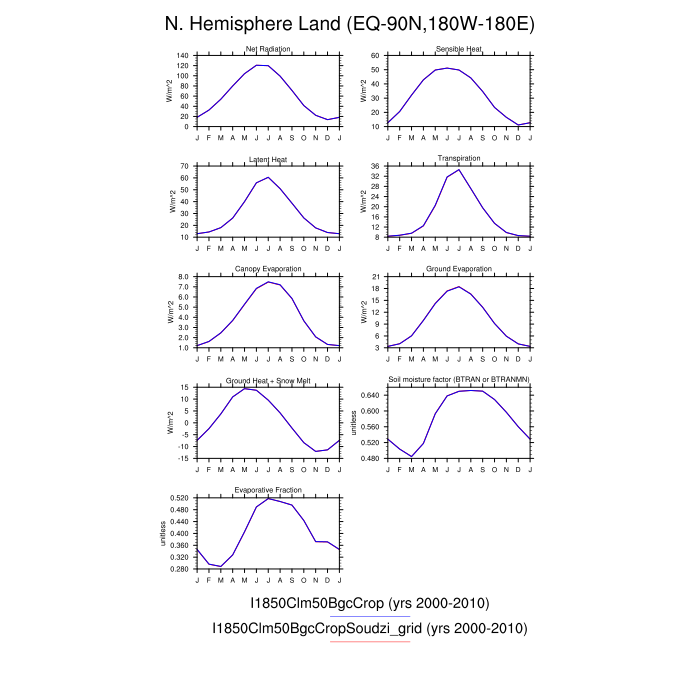 N. Hemisphere Land (EQ-90N,180W-180E)
Net Radiation
W/m^2
140
120
100
80
60
40
20
0
J F M A M J J A S O N D J
Sensible Heat
W/m^2
60
50
40
30
20
10
J F M A M J J A S O N D J
Latent Heat
W/m^2
70
60
50
40
30
20
10
J F M A M J J A S O N D J
Transpiration
W/m^2
36
32
28
24
20
16
12
8
J F M A M J J A S O N D J
Canopy Evaporation
W/m^2
8.0
7.0
6.0
5.0
4.0
3.0
2.0
1.0
J F M A M J J A S O N D J
Ground Evaporation
W/m^2
21
18
15
12
9
6
3
J F M A M J J A S O N D J
Ground Heat + Snow Melt
W/m^2
15
10
5
0
-5
-10
-15
J F M A M J J A S O N D J
Soil moisture factor (BTRAN or BTRANMN)
unitless
0.640
0.600
0.560
0.520
0.480
J F M A M J J A S O N D J
Evaporative Fraction
unitless
0.520
0.480
0.440
0.400
0.360
0.320
0.280
J F M A M J J A S O N D J
I1850Clm50BgcCrop (yrs 2000-2010)
I1850Clm50BgcCropSoudzi_grid (yrs 2000-2010)